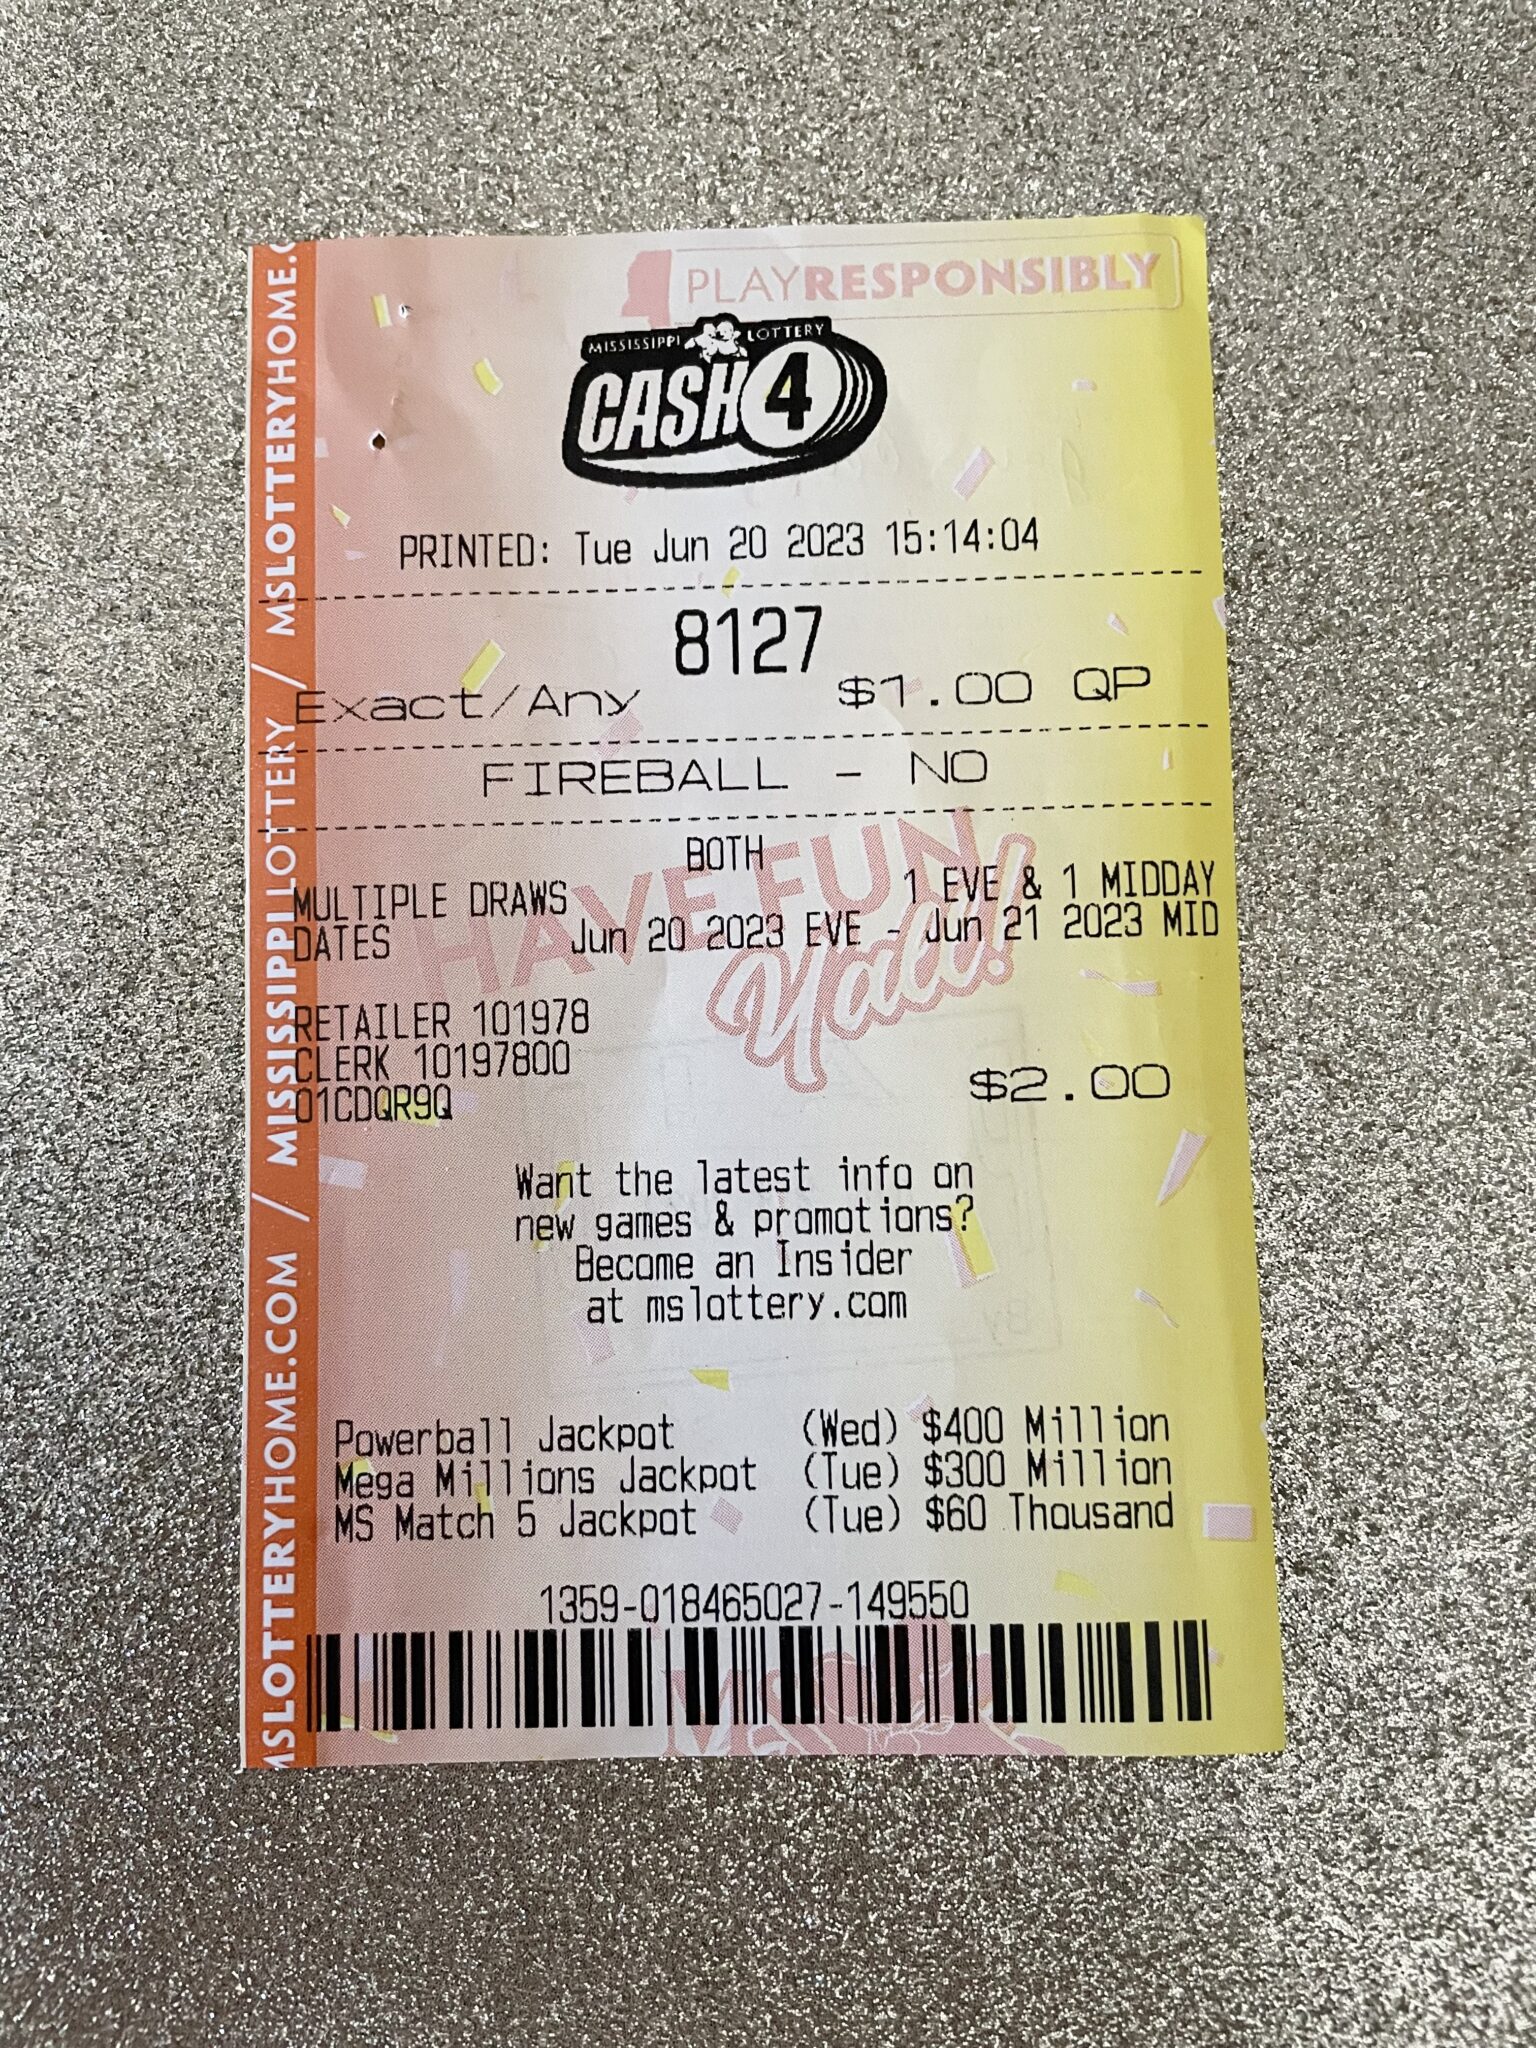 PLAYRESPONSIBLY
MISSISSIPPI LOTTERY
CASH 4
PRINTED: Tue Jun 20 2023 15:14:04
8127
Exact/Any $1.00 QP
FIREBALL - NO
BOTH
MULTIPLE DRAWS 1 EVE & 1 MIDDAY
DATES Jun 20 2023 EVE - Jun 21 2023 MID
HAVE FUN
Y'all!
RETAILER 101978
CLERK 10197800
01CDQR9Q
$2.00
Want the latest info on
new games & promotions?
Become an Insider
at mslottery.com
Powerball Jackpot (Wed) $400 Million
Mega Millions Jackpot (Tue) $300 Million
MS Match 5 Jackpot (Tue) $60 Thousand
1359-018465027-149550
MS
MSLOTTERYHOME.COM / MISSISSIPPILOTTERY / MSLOTTERYHOME.C